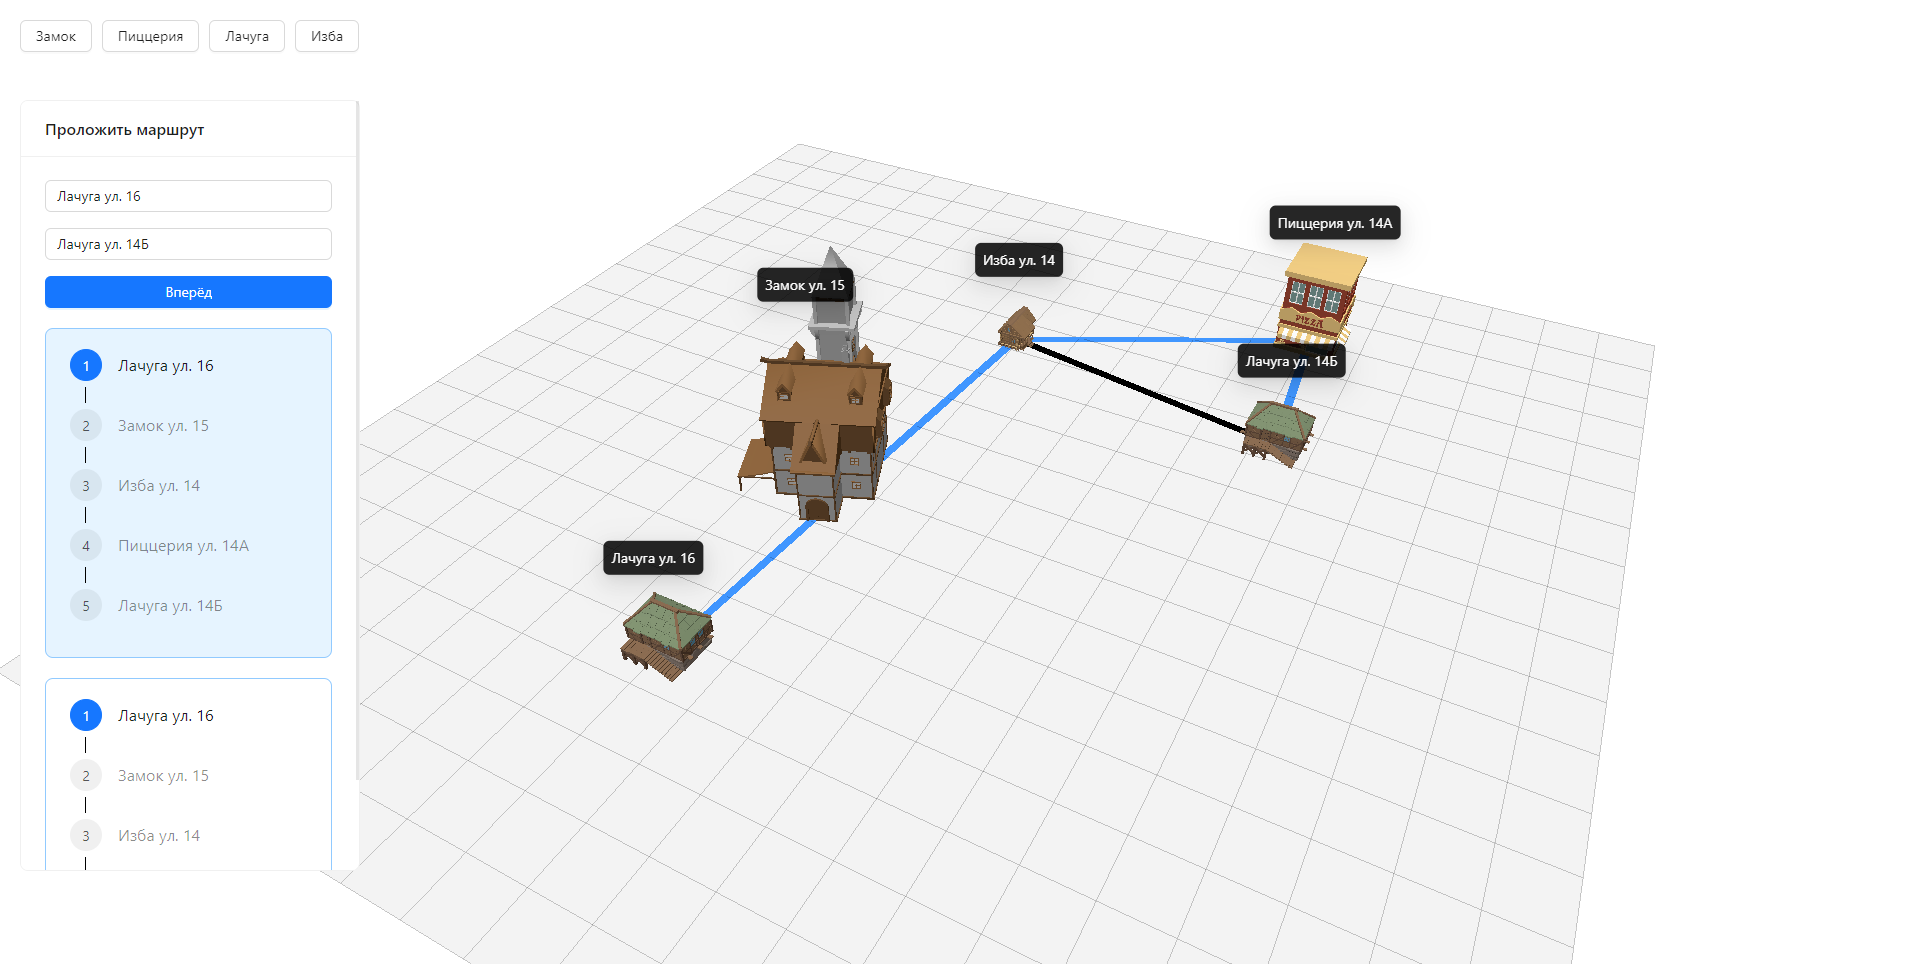 Замок
Пиццерия
Лачуга
Изба
Проложить маршрут
Лачуга ул. 16
Лачуга ул. 14Б
Вперёд
1 Лачуга ул. 16
2 Замок ул. 15
3 Изба ул. 14
4 Пиццерия ул. 14А
5 Лачуга ул. 14Б
1 Лачуга ул. 16
2 Замок ул. 15
3 Изба ул. 14
Пиццерия ул. 14А
Изба ул. 14
Замок ул. 15
PIZZA
Лачуга ул. 14Б
Лачуга ул. 16